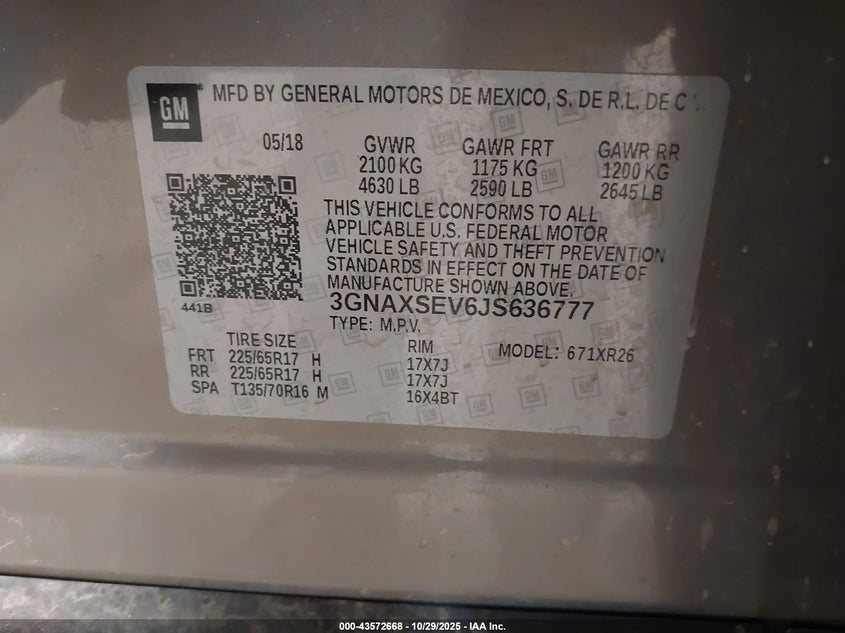 GM
MFD BY GENERAL MOTORS DE MEXICO, S. DE R.L. DE C
05/18
GVWR GAWR FRT GAWR RR
2100 KG 1175 KG 1200 KG
4630 LB 2590 LB 2645 LB
THIS VEHICLE CONFORMS TO ALL
APPLICABLE U.S. FEDERAL MOTOR
VEHICLE SAFETY AND THEFT PREVENTION
STANDARDS IN EFFECT ON THE DATE OF
MANUFACTURE SHOWN ABOVE.
441B
3GNAXSEV6JS636777
TYPE: M.P.V.
TIRE SIZE RIM MODEL: 671XR26
FRT 225/65R17 H 17X7J
RR 225/65R17 H 17X7J
SPA T135/70R16 M 16X4BT
000-43572668 - 10/29/2025 - IAA Inc.